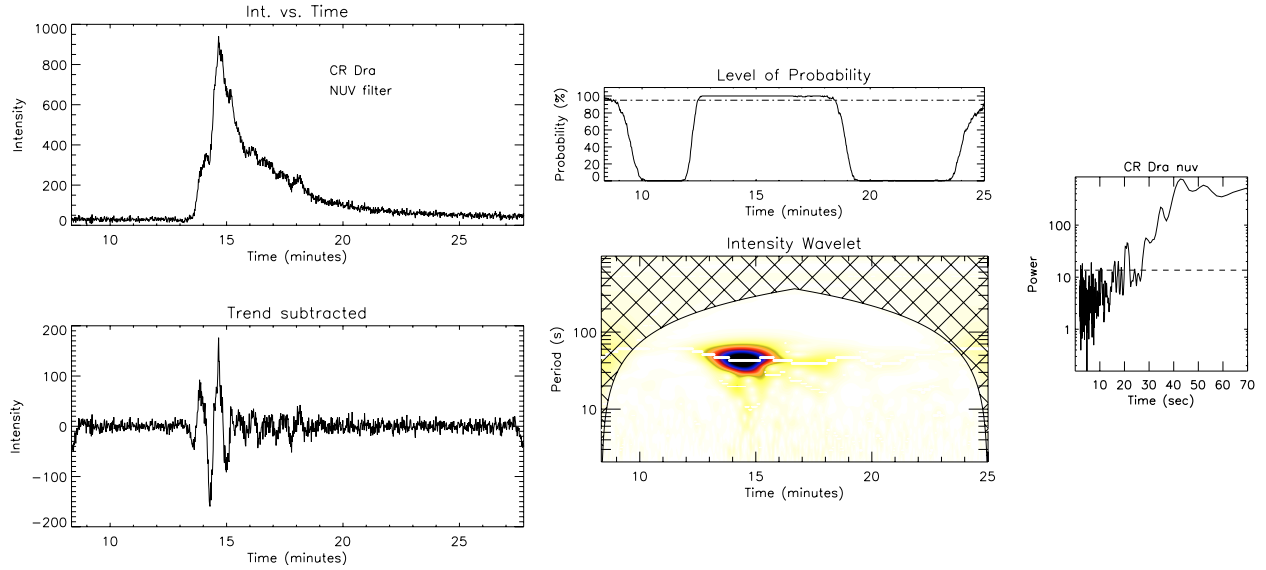 Int. vs. Time
1000
800
600
400
200
0
Intensity
CR Dra
NUV filter
10 15 20 25
Time (minutes)
Trend subtracted
200
100
0
−100
−200
Intensity
10 15 20 25
Time (minutes)
Level of Probability
100
80
60
40
20
0
Probability (%)
10 15 20 25
Time (minutes)
Intensity Wavelet
100
10
Period (s)
10 15 20 25
Time (minutes)
CR Dra nuv
100
10
1
Power
10 20 30 40 50 60 70
Time (sec)